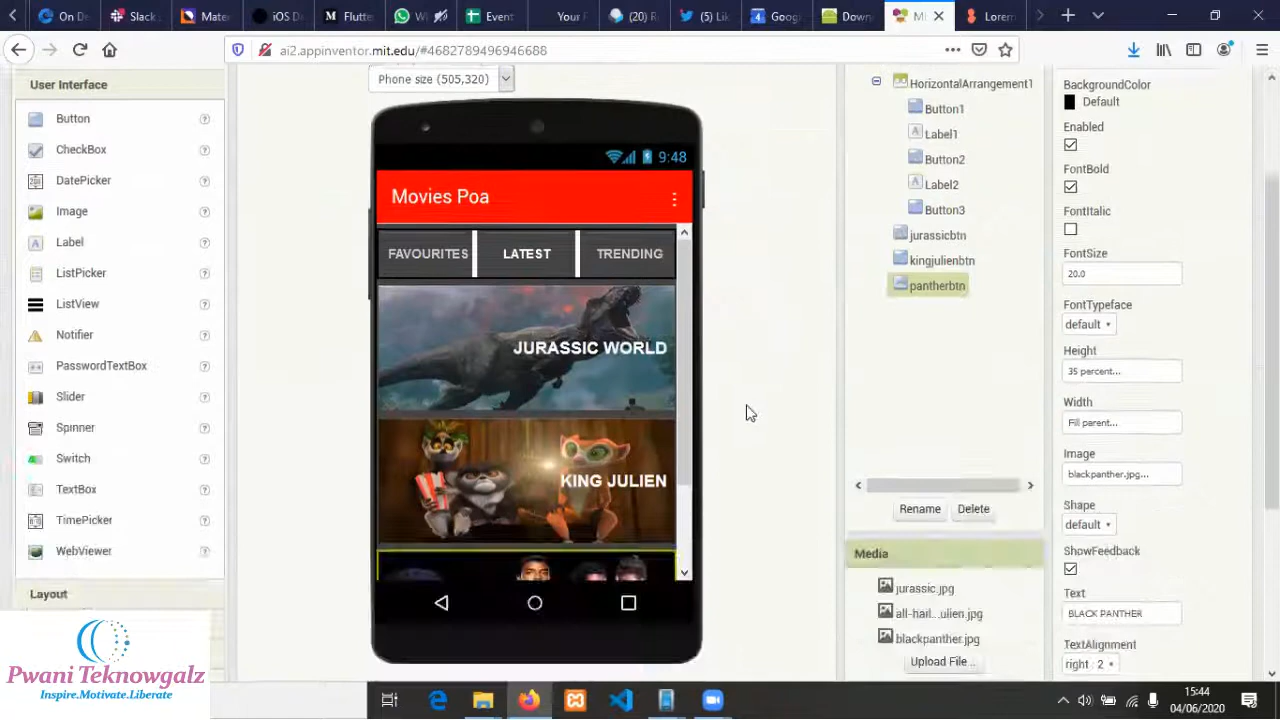 On De
Slack
Mater
iOS D
Flutte
W
Event
Your F
(20) R
(5) Lik
Goog
Down
MI
Lorem
ai2.appinventor.mit.edu/#4682789496946688
User Interface
Button
CheckBox
DatePicker
Image
Label
ListPicker
ListView
Notifier
PasswordTextBox
Slider
Spinner
Switch
TextBox
TimePicker
WebViewer
Layout
Pwani Teknowgalz
Inspire.Motivate.Liberate
Phone size (505,320)
9:48
Movies Poa
FAVOURITES
LATEST
TRENDING
JURASSIC WORLD
KING JULIEN
HorizontalArrangement1
Button1
Label1
Button2
Label2
Button3
jurassicbtn
kingjulienbtn
pantherbtn
Rename
Delete
Media
jurassic.jpg
all-hail...ulien.jpg
blackpanther.jpg
Upload File ...
BackgroundColor
Default
Enabled
FontBold
FontItalic
FontSize
20.0
FontTypeface
default
Height
35 percent...
Width
Fill parent...
Image
blackpanther.jpg...
Shape
default
ShowFeedback
Text
BLACK PANTHER
TextAlignment
right : 2
15:44
04/06/2020